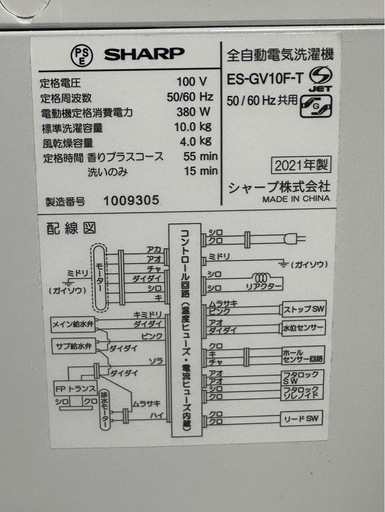 PS
E
SHARP
全自動電気洗濯機
ES-GV10F-T
S
JET
50/60Hz共用
G
定格電圧 100 V
定格周波数 50/60 Hz
電動機定格消費電力 380 W
標準洗濯容量 10.0 kg
風乾燥容量 4.0 kg
定格時間 香りプラスコース 55 min
洗いのみ 15 min
2021年製
シャープ株式会社
MADE IN CHINA
製造番号 1009305
配線図
ミドリ
(ガイソウ)
モーター
アカ
アオ
チャ
ダイダイ
シロ
キ
メイン給水弁
キミドリ
ダイダイ
サブ給水弁
ピンク
ダイダイ
ソラ
FPトランス
ダイダイ
シロ
クロ
排水モーター
ムラサキ
ハイ
コントロール回路(温度ヒューズ・電流ヒューズ内蔵)
シロ
クロ
ミドリ
(ガイソウ)
シロ
シロ
リアクター
ムラサキ
ピンク
ストップSW
アオ
ダイダイ
水位センサー
クロ
キ
チャ
ホール
センサー回路
アオ
アオ
フタロック
SW
クロ
クロ
フタロック
ソレノイド
クロ
クロ
リードSW